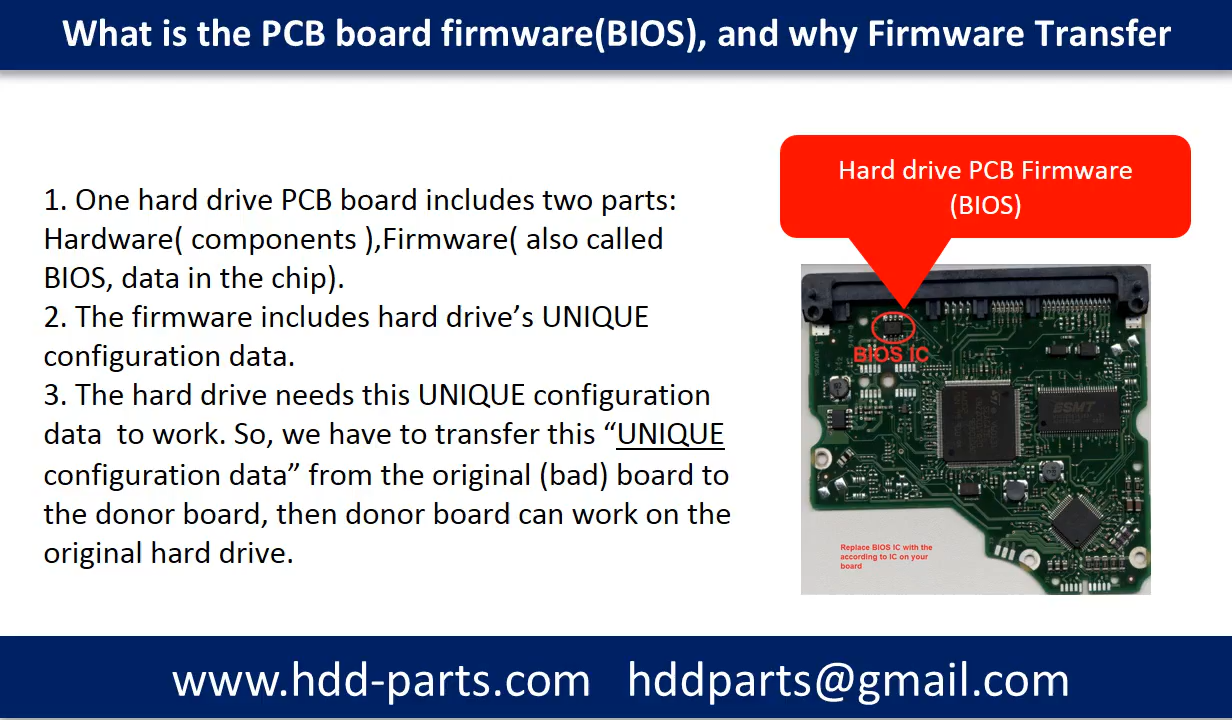 What is the PCB board firmware(BIOS), and why Firmware Transfer
1. One hard drive PCB board includes two parts:
Hardware( components ),Firmware( also called
BIOS, data in the chip).
2. The firmware includes hard drive’s UNIQUE
configuration data.
3. The hard drive needs this UNIQUE configuration
data  to work. So, we have to transfer this “UNIQUE
configuration data” from the original (bad) board to
the donor board, then donor board can work on the
original hard drive.
Hard drive PCB Firmware
(BIOS)
BIOS IC
ESMT
Replace BIOS IC with the
according to IC on your
board
www.hdd-parts.com   hddparts@gmail.com